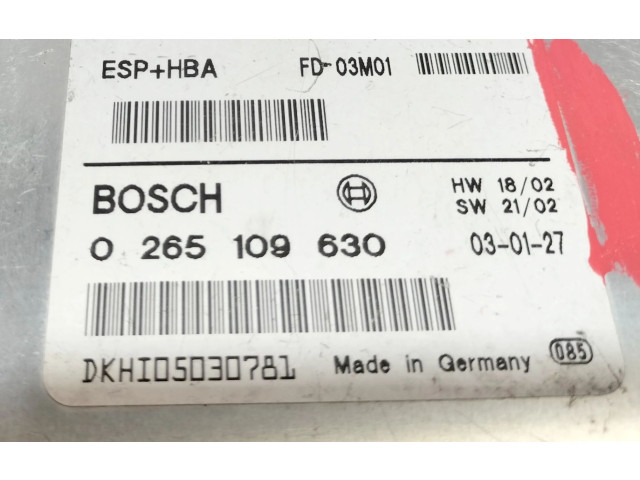 ESP+HBA FD-03M01
BOSCH HW 18/02
SW 21/02
0 265 109 630 03-01-27
DKHI05030781 Made in Germany 085